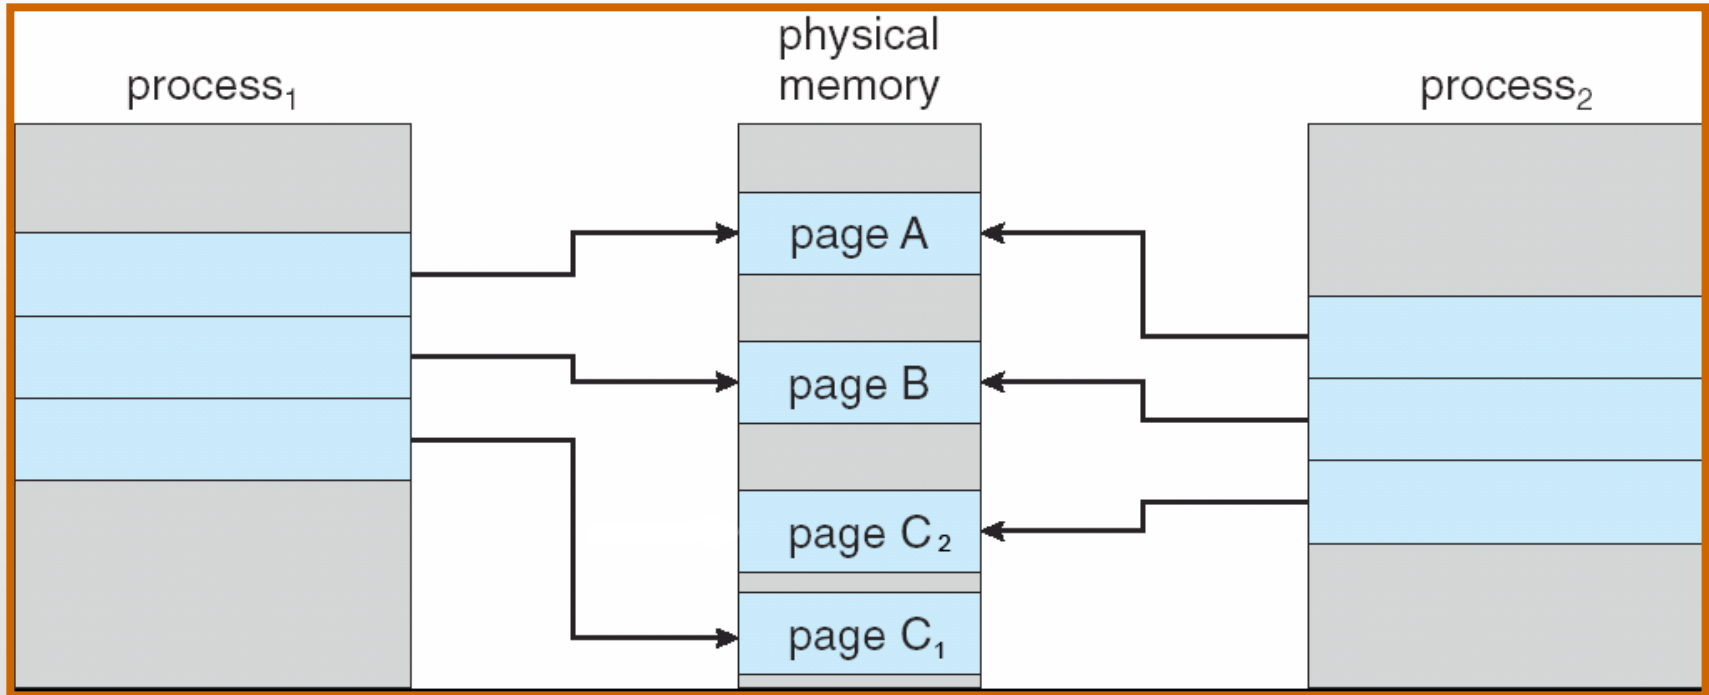 process₁
physical
memory
process₂
page A
page B
page C₂
page C₁